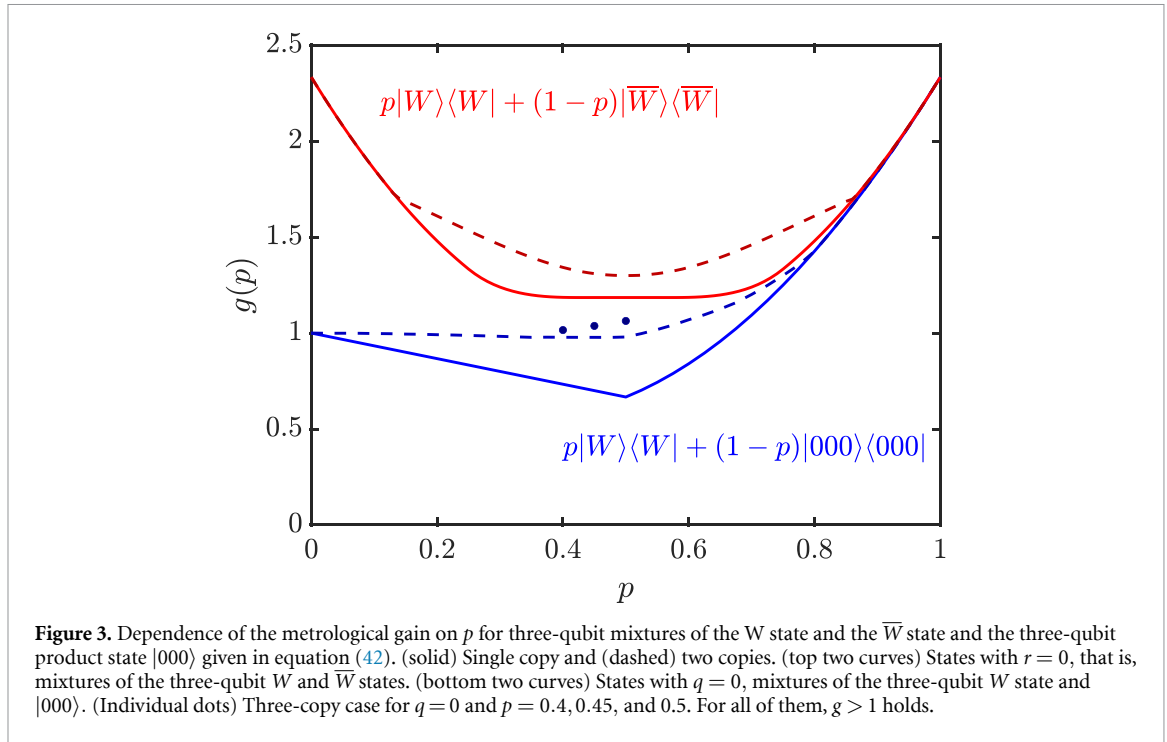 2.5
p|W⟩⟨W| + (1 − p)|W̅⟩⟨W̅|
2
1.5
g(p)
1
0.5
p|W⟩⟨W| + (1 − p)|000⟩⟨000|
0
0 0.2 0.4 0.6 0.8 1
p
Figure 3. Dependence of the metrological gain on p for three-qubit mixtures of the W state and the W̅ state and the three-qubit
product state |000⟩ given in equation (42). (solid) Single copy and (dashed) two copies. (top two curves) States with r = 0, that is,
mixtures of the three-qubit W and W̅ states. (bottom two curves) States with q = 0, mixtures of the three-qubit W state and
|000⟩. (Individual dots) Three-copy case for q = 0 and p = 0.4, 0.45, and 0.5. For all of them, g > 1 holds.